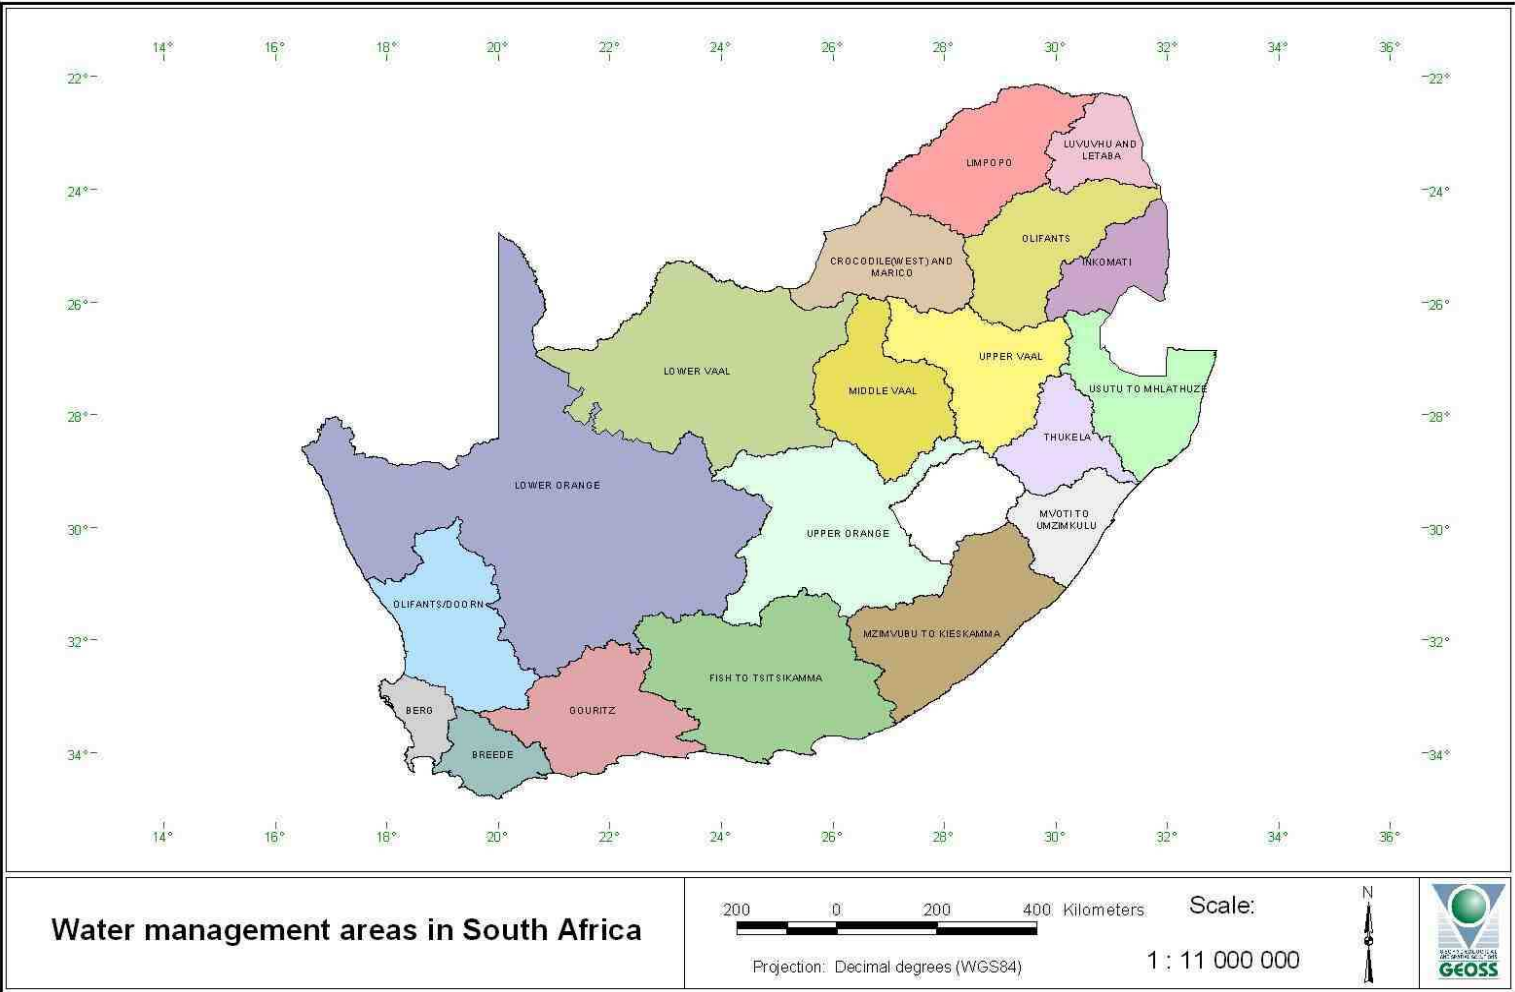 14° 16° 18° 20° 22° 24° 26° 28° 30° 32° 34° 36°
22° 22°
LUVUVHU AND
LETABA
LIMPOPO
24° 24°
OLIFANTS
CROCODILE(WEST) AND
MARICO
INKOMATI
26° 26°
UPPER VAAL
LOWER VAAL
MIDDLE VAAL
USUTU TO MHLATHUZE
28° 28°
THUKELA
LOWER ORANGE
MVOTI TO
UMZIMKULU
30° 30°
UPPER ORANGE
OLIFANTS/DOORN
MZIMVUBU TO KIESKAMMA
32° 32°
FISH TO TSITSIKAMMA
BERG
GOURITZ
BREEDE
34° 34°
14° 16° 18° 20° 22° 24° 26° 28° 30° 32° 34° 36°
Water management areas in South Africa
200 0 200 400 Kilometers
Projection: Decimal degrees (WGS84)
Scale:
1 : 11 000 000
N
GEOSS